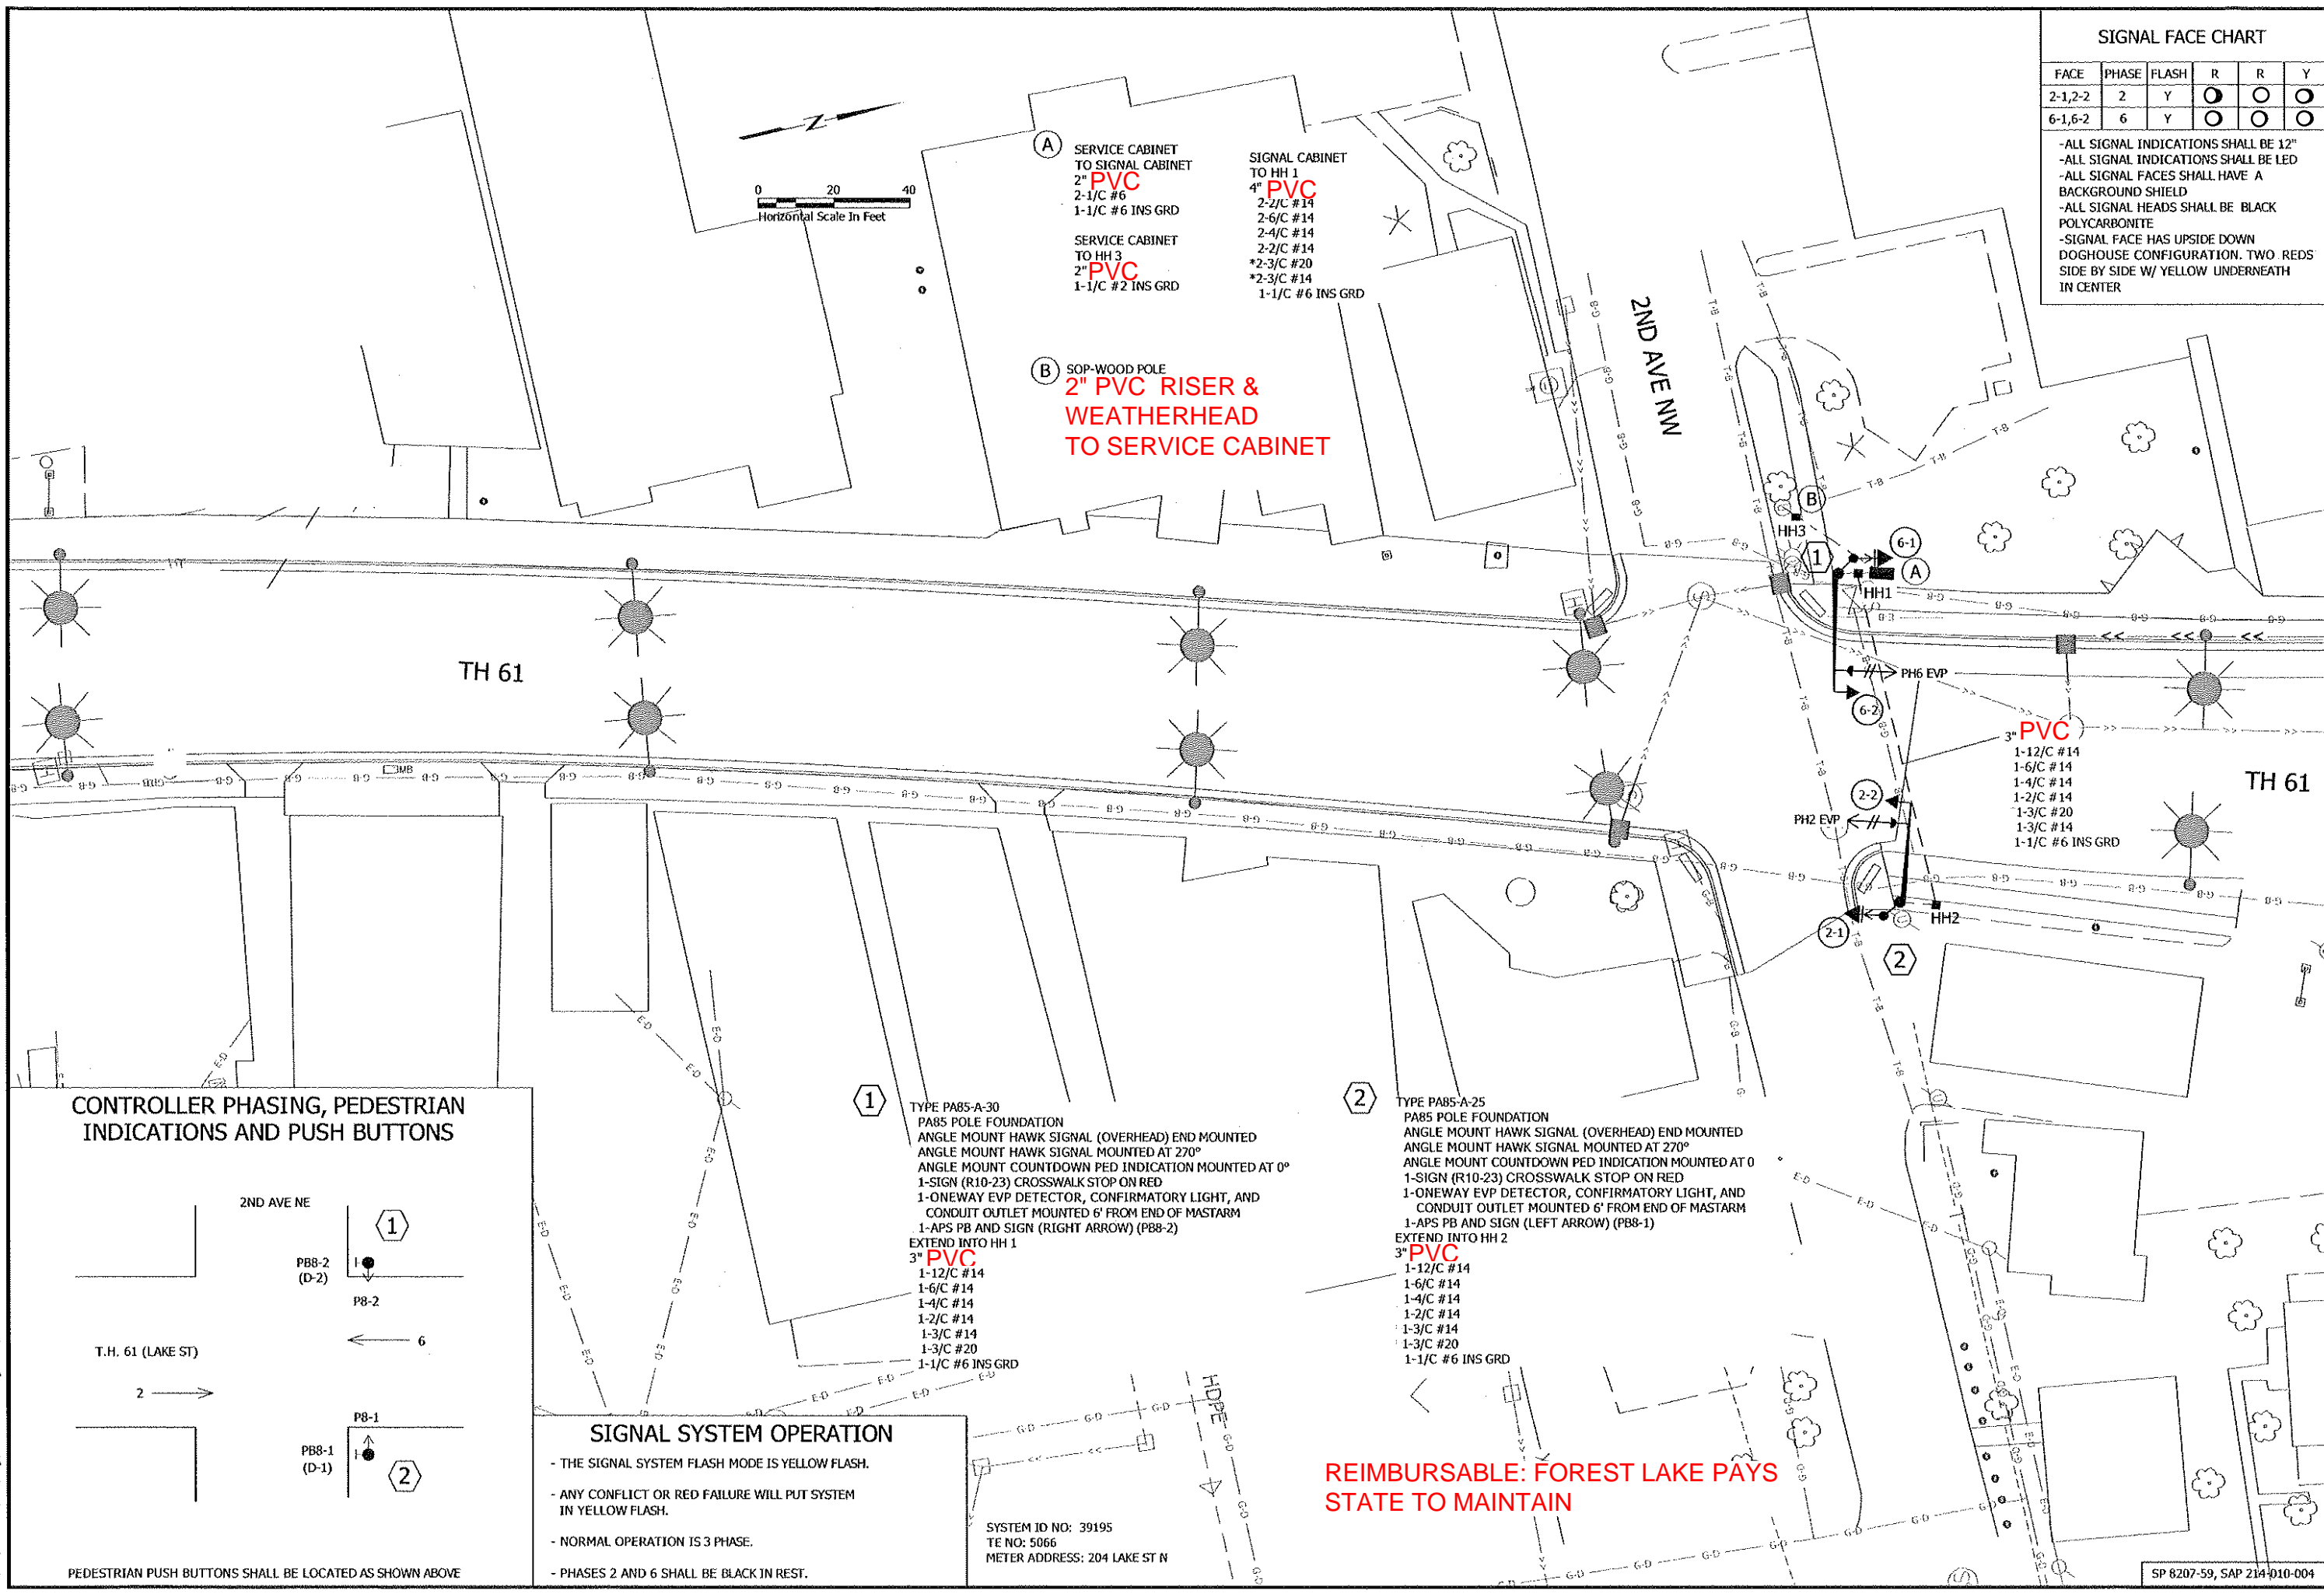 SIGNAL FACE CHART
FACE PHASE FLASH R R Y
2-1,2-2 2 Y
6-1,6-2 6 Y
-ALL SIGNAL INDICATIONS SHALL BE 12"
-ALL SIGNAL INDICATIONS SHALL BE LED
-ALL SIGNAL FACES SHALL HAVE A
BACKGROUND SHIELD
-ALL SIGNAL HEADS SHALL BE BLACK
POLYCARBONITE
-SIGNAL FACE HAS UPSIDE DOWN
DOGHOUSE CONFIGURATION. TWO REDS
SIDE BY SIDE W/ YELLOW UNDERNEATH
IN CENTER
Z
0 20 40
Horizontal Scale In Feet
A
SERVICE CABINET
TO SIGNAL CABINET
2" PVC
2-1/C #6
1-1/C #6 INS GRD
SERVICE CABINET
TO HH 3
2" PVC
1-1/C #2 INS GRD
SIGNAL CABINET
TO HH 1
4" PVC
2-2/C #14
2-6/C #14
2-4/C #14
2-2/C #14
*2-3/C #20
*2-3/C #14
1-1/C #6 INS GRD
B
SOP-WOOD POLE
2" PVC RISER &
WEATHERHEAD
TO SERVICE CABINET
2ND AVE NW
B
HH3
1
6-1
A
HH1
PH6 EVP
6-2
TH 61
3" PVC
1-12/C #14
1-6/C #14
1-4/C #14
1-2/C #14
1-3/C #20
1-3/C #14
1-1/C #6 INS GRD
TH 61
2-2
PH2 EVP
MB
HH2
2-1
2
CONTROLLER PHASING, PEDESTRIAN
INDICATIONS AND PUSH BUTTONS
2ND AVE NE
1
PB8-2
(D-2)
P8-2
6
T.H. 61 (LAKE ST)
2
P8-1
PB8-1
(D-1)
2
PEDESTRIAN PUSH BUTTONS SHALL BE LOCATED AS SHOWN ABOVE
1
TYPE PA85-A-30
PA85 POLE FOUNDATION
ANGLE MOUNT HAWK SIGNAL (OVERHEAD) END MOUNTED
ANGLE MOUNT HAWK SIGNAL MOUNTED AT 270°
ANGLE MOUNT COUNTDOWN PED INDICATION MOUNTED AT 0°
1-SIGN (R10-23) CROSSWALK STOP ON RED
1-ONEWAY EVP DETECTOR, CONFIRMATORY LIGHT, AND
CONDUIT OUTLET MOUNTED 6' FROM END OF MASTARM
1-APS PB AND SIGN (RIGHT ARROW) (PB8-2)
EXTEND INTO HH 1
3" PVC
1-12/C #14
1-6/C #14
1-4/C #14
1-2/C #14
1-3/C #14
1-3/C #20
1-1/C #6 INS GRD
2
TYPE PA85-A-25
PA85 POLE FOUNDATION
ANGLE MOUNT HAWK SIGNAL (OVERHEAD) END MOUNTED
ANGLE MOUNT HAWK SIGNAL MOUNTED AT 270°
ANGLE MOUNT COUNTDOWN PED INDICATION MOUNTED AT 0
1-SIGN (R10-23) CROSSWALK STOP ON RED
1-ONEWAY EVP DETECTOR, CONFIRMATORY LIGHT, AND
CONDUIT OUTLET MOUNTED 6' FROM END OF MASTARM
1-APS PB AND SIGN (LEFT ARROW) (PB8-1)
EXTEND INTO HH 2
3" PVC
1-12/C #14
1-6/C #14
1-4/C #14
1-2/C #14
1-3/C #14
1-3/C #20
1-1/C #6 INS GRD
SIGNAL SYSTEM OPERATION
- THE SIGNAL SYSTEM FLASH MODE IS YELLOW FLASH.
- ANY CONFLICT OR RED FAILURE WILL PUT SYSTEM
IN YELLOW FLASH.
- NORMAL OPERATION IS 3 PHASE.
- PHASES 2 AND 6 SHALL BE BLACK IN REST.
SYSTEM ID NO: 39195
TE NO: 5066
METER ADDRESS: 204 LAKE ST N
HDPE
REIMBURSABLE: FOREST LAKE PAYS
STATE TO MAINTAIN
SP 8207-59, SAP 214-010-004